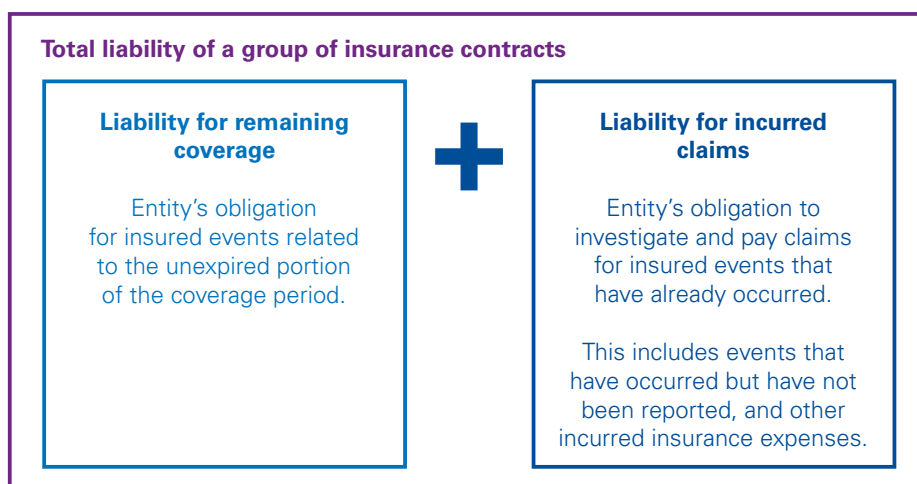 Total liability of a group of insurance contracts
Liability for remaining
coverage
Entity's obligation
for insured events related
to the unexpired portion
of the coverage period.
Liability for incurred
claims
Entity's obligation to
investigate and pay claims
for insured events that
have already occurred.
This includes events that
have occurred but have not
been reported, and other
incurred insurance expenses.